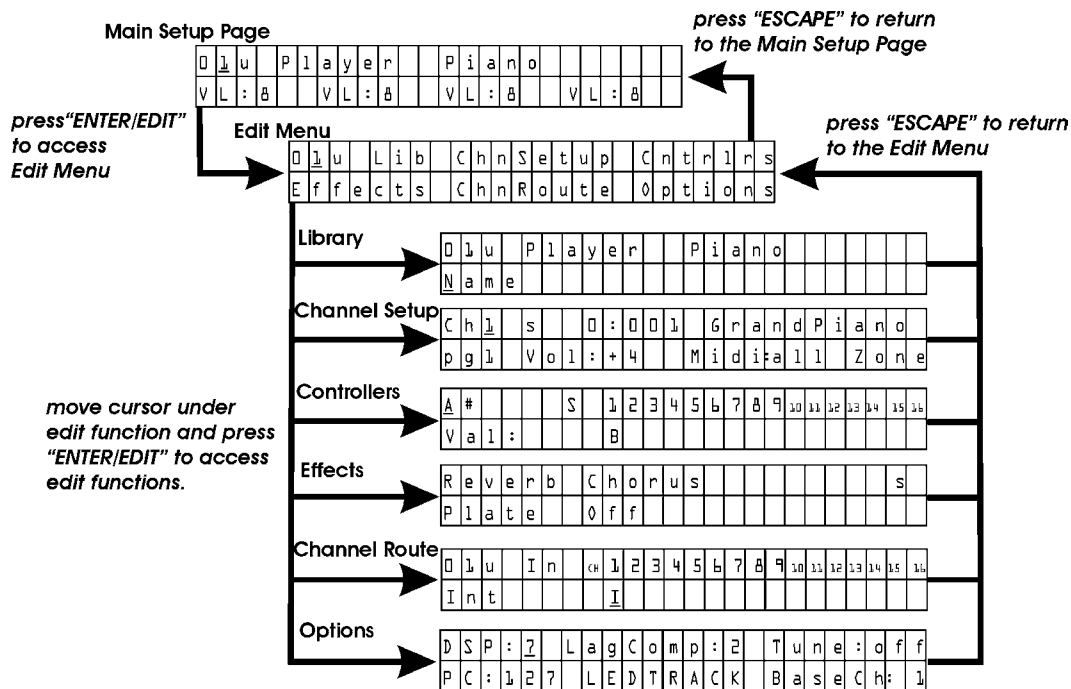 press “ESCAPE” to return
to the Main Setup Page
Main Setup Page
01u Player Piano
VL:8 VL:8 VL:8 VL:8
press“ENTER/EDIT”
to access
Edit Menu
Edit Menu
press “ESCAPE” to return
to the Edit Menu
01u Lib ChnSetup Cntrlrs
Effects ChnRoute Options
Library
01u Player Piano
Name
Channel Setup
Ch1 s 0:001 GrandPiano
pg1 Vol:+4 Midi:all Zone
Controllers
A# S 1 2 3 4 5 6 7 8 9 10 11 12 13 14 15 16
Val: B
move cursor under
edit function and press
“ENTER/EDIT” to access
edit functions.
Effects
Reverb Chorus s
Plate Off
Channel Route
01u In CH 1 2 3 4 5 6 7 8 9 10 11 12 13 14 15 16
Int I
Options
DSP:7 LagComp:2 Tune:off
PC:127 LEDTRACK BaseCh: 1